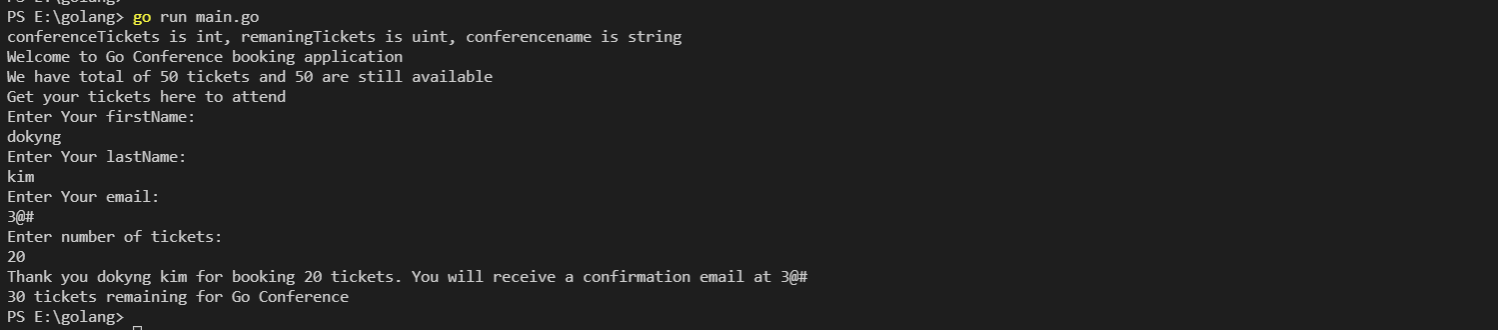 PS E:\golang> go run main.go
conferenceTickets is int, remaningTickets is uint, conferencename is string
Welcome to Go Conference booking application
We have total of 50 tickets and 50 are still available
Get your tickets here to attend
Enter Your firstName:
dokyng
Enter Your lastName:
kim
Enter Your email:
3@#
Enter number of tickets:
20
Thank you dokyng kim for booking 20 tickets. You will receive a confirmation email at 3@#
30 tickets remaining for Go Conference
PS E:\golang>